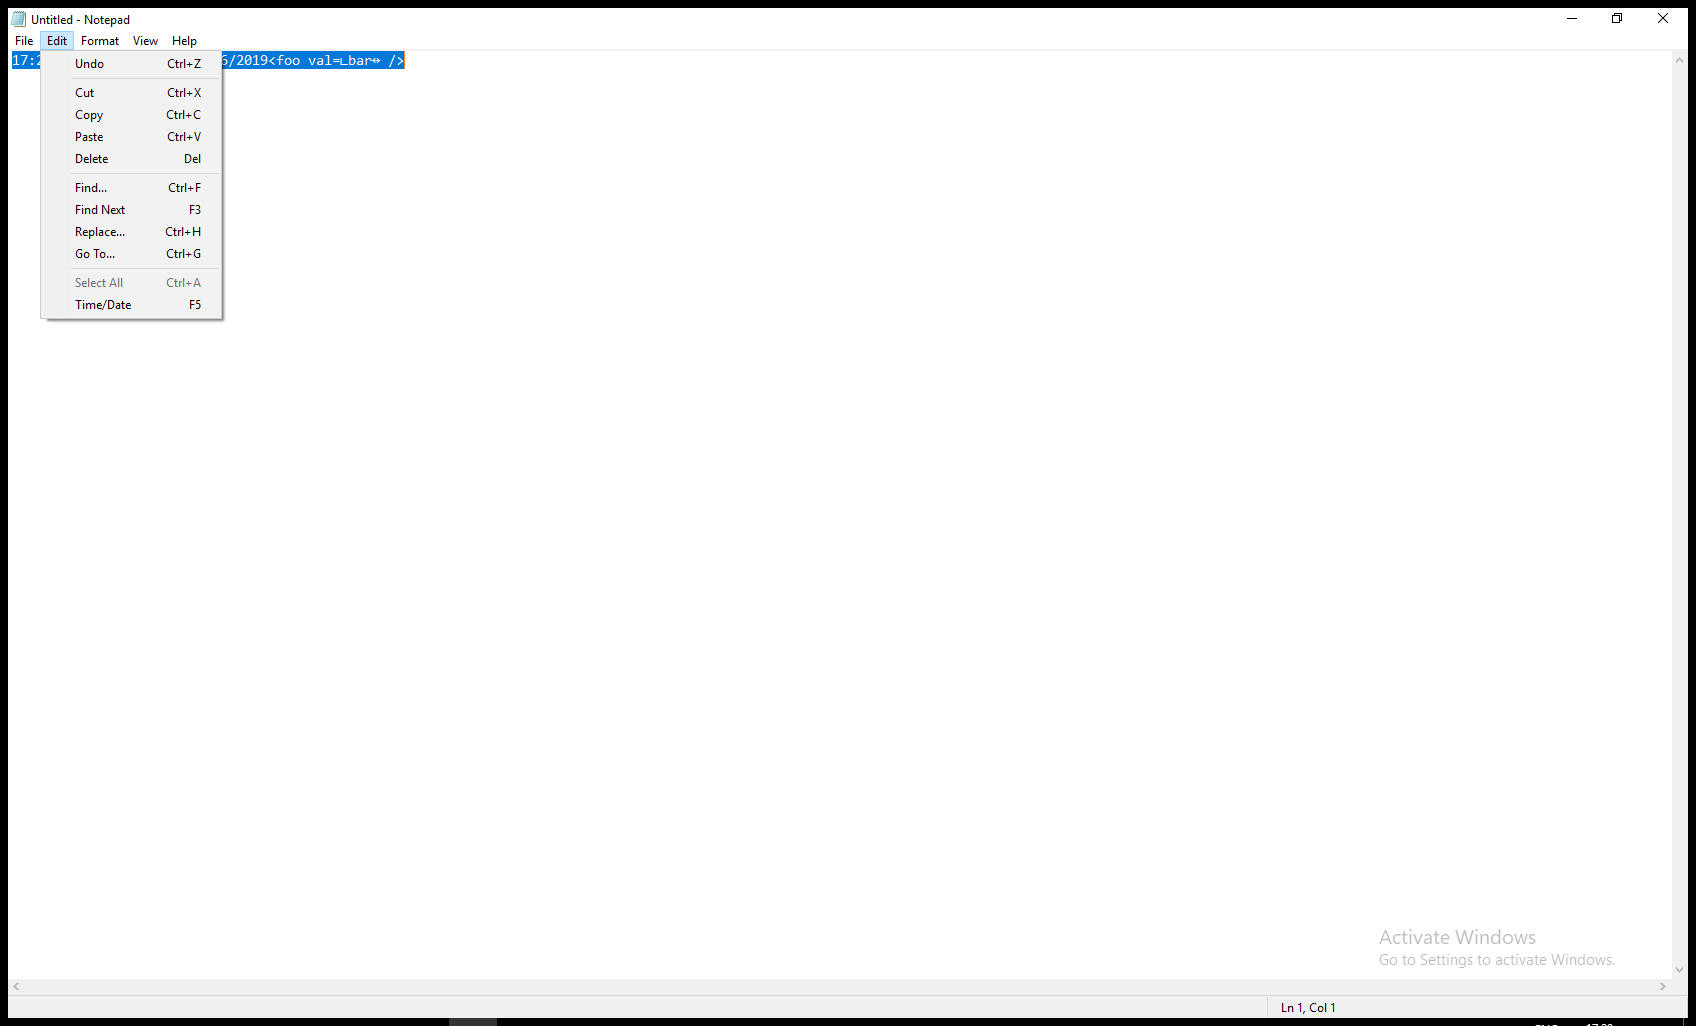 Untitled - Notepad
File Edit Format View Help
17:2 6/2019<foo val=∟bar↔ />
Undo Ctrl+Z
Cut Ctrl+X
Copy Ctrl+C
Paste Ctrl+V
Delete Del
Find... Ctrl+F
Find Next F3
Replace... Ctrl+H
Go To... Ctrl+G
Select All Ctrl+A
Time/Date F5
Activate Windows
Go to Settings to activate Windows.
Ln 1, Col 1